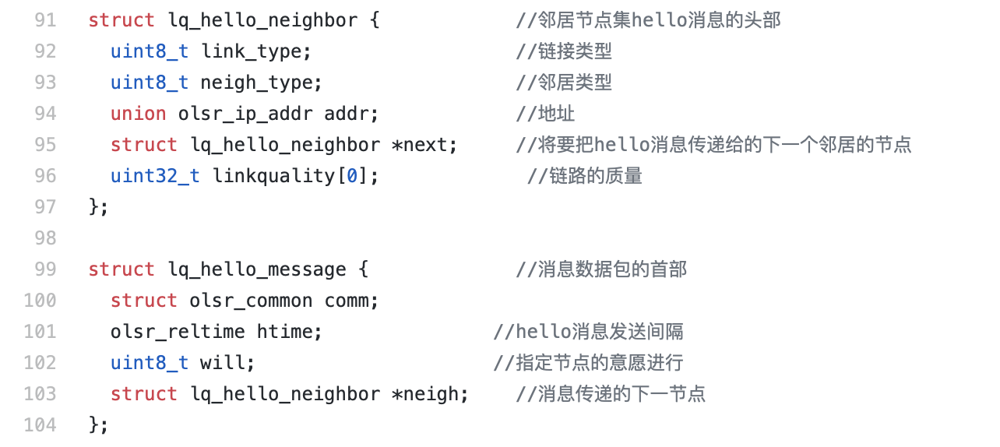 91 struct lq_hello_neighbor { //邻居节点集hello消息的头部
92 uint8_t link_type; //链接类型
93 uint8_t neigh_type; //邻居类型
94 union olsr_ip_addr addr; //地址
95 struct lq_hello_neighbor *next; //将要把hello消息传递给的下一个邻居的节点
96 uint32_t linkquality[0]; //链路的质量
97 };
98
99 struct lq_hello_message { //消息数据包的首部
100 struct olsr_common comm;
101 olsr_reltime htime; //hello消息发送间隔
102 uint8_t will; //指定节点的意愿进行
103 struct lq_hello_neighbor *neigh; //消息传递的下一节点
104 };